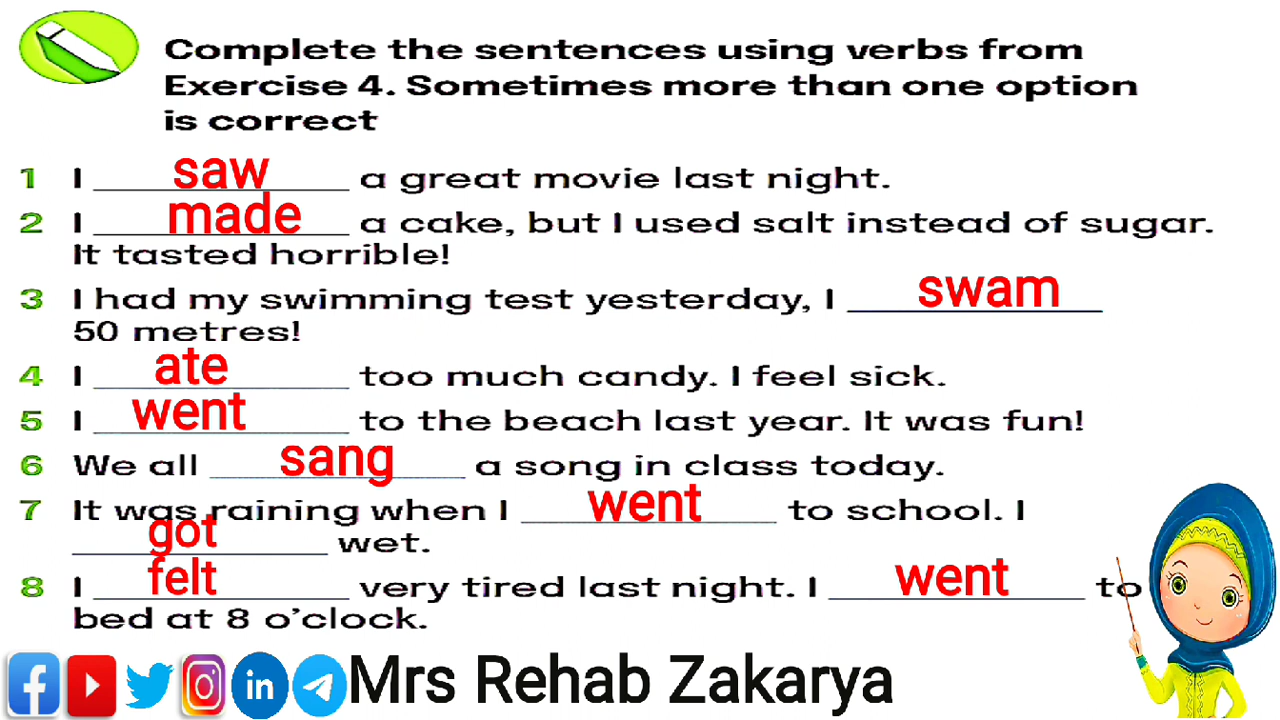 Complete the sentences using verbs from
Exercise 4. Sometimes more than one option
is correct
1 I saw a great movie last night.
2 I made a cake, but I used salt instead of sugar.
It tasted horrible!
3 I had my swimming test yesterday, I swam
50 metres!
4 I ate too much candy. I feel sick.
5 I went to the beach last year. It was fun!
6 We all sang a song in class today.
7 It was raining when I went to school. I
got wet.
8 I felt very tired last night. I went to
bed at 8 o'clock.
Mrs Rehab Zakarya